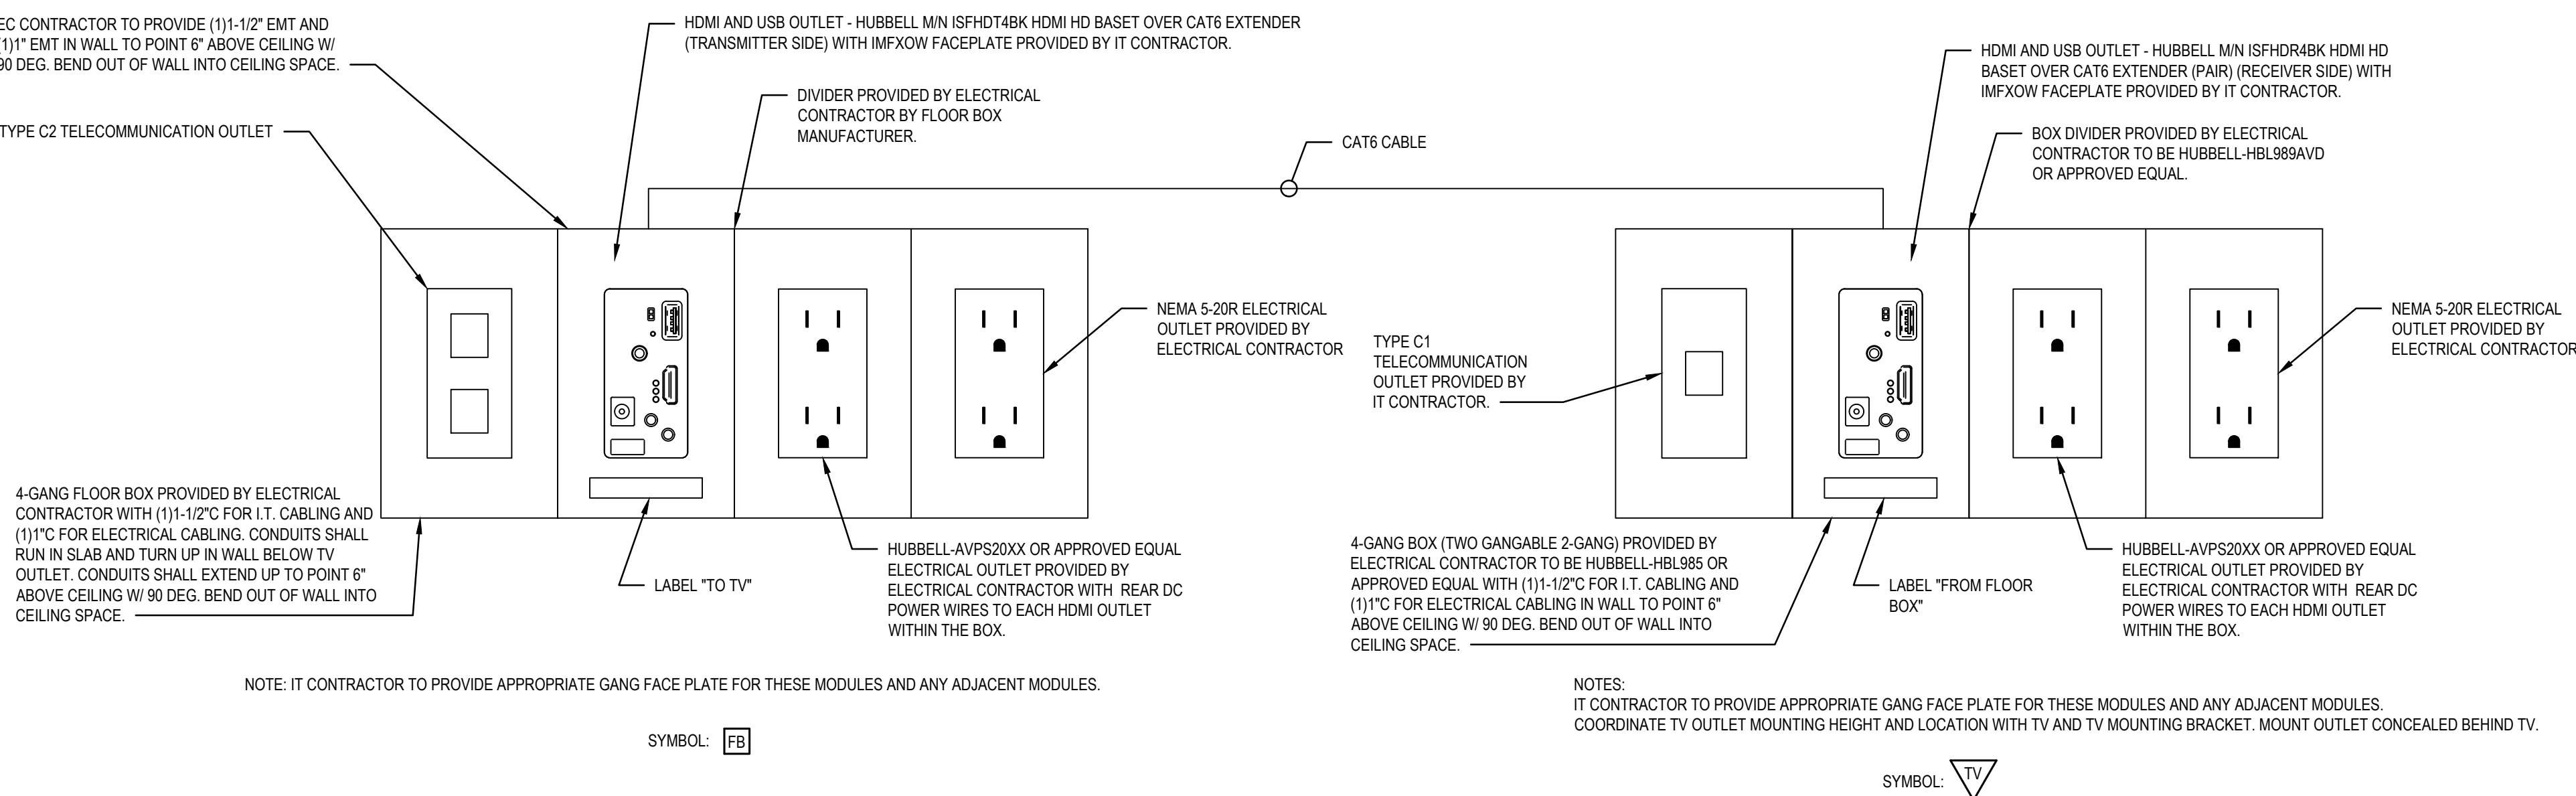 EC CONTRACTOR TO PROVIDE (1)1-1/2" EMT AND
(1)1" EMT IN WALL TO POINT 6" ABOVE CEILING W/
90 DEG. BEND OUT OF WALL INTO CEILING SPACE.
TYPE C2 TELECOMMUNICATION OUTLET
HDMI AND USB OUTLET - HUBBELL M/N ISFHDT4BK HDMI HD BASET OVER CAT6 EXTENDER
(TRANSMITTER SIDE) WITH IMFXOW FACEPLATE PROVIDED BY IT CONTRACTOR.
DIVIDER PROVIDED BY ELECTRICAL
CONTRACTOR BY FLOOR BOX
MANUFACTURER.
CAT6 CABLE
HDMI AND USB OUTLET - HUBBELL M/N ISFHDR4BK HDMI HD
BASET OVER CAT6 EXTENDER (PAIR) (RECEIVER SIDE) WITH
IMFXOW FACEPLATE PROVIDED BY IT CONTRACTOR.
BOX DIVIDER PROVIDED BY ELECTRICAL
CONTRACTOR TO BE HUBBELL-HBL989AVD
OR APPROVED EQUAL.
NEMA 5-20R ELECTRICAL
OUTLET PROVIDED BY
ELECTRICAL CONTRACTOR
TYPE C1
TELECOMMUNICATION
OUTLET PROVIDED BY
IT CONTRACTOR.
NEMA 5-20R ELECTRICAL
OUTLET PROVIDED BY
ELECTRICAL CONTRACTOR
4-GANG FLOOR BOX PROVIDED BY ELECTRICAL
CONTRACTOR WITH (1)1-1/2"C FOR I.T. CABLING AND
(1)1"C FOR ELECTRICAL CABLING. CONDUITS SHALL
RUN IN SLAB AND TURN UP IN WALL BELOW TV
OUTLET. CONDUITS SHALL EXTEND UP TO POINT 6"
ABOVE CEILING W/ 90 DEG. BEND OUT OF WALL INTO
CEILING SPACE.
LABEL "TO TV"
HUBBELL-AVPS20XX OR APPROVED EQUAL
ELECTRICAL OUTLET PROVIDED BY
ELECTRICAL CONTRACTOR WITH REAR DC
POWER WIRES TO EACH HDMI OUTLET
WITHIN THE BOX.
4-GANG BOX (TWO GANGABLE 2-GANG) PROVIDED BY
ELECTRICAL CONTRACTOR TO BE HUBBELL-HBL985 OR
APPROVED EQUAL WITH (1)1-1/2"C FOR I.T. CABLING AND
(1)1"C FOR ELECTRICAL CABLING IN WALL TO POINT 6"
ABOVE CEILING W/ 90 DEG. BEND OUT OF WALL INTO
CEILING SPACE.
LABEL "FROM FLOOR
BOX"
HUBBELL-AVPS20XX OR APPROVED EQUAL
ELECTRICAL OUTLET PROVIDED BY
ELECTRICAL CONTRACTOR WITH REAR DC
POWER WIRES TO EACH HDMI OUTLET
WITHIN THE BOX.
NOTE: IT CONTRACTOR TO PROVIDE APPROPRIATE GANG FACE PLATE FOR THESE MODULES AND ANY ADJACENT MODULES.
SYMBOL: FB
NOTES:
IT CONTRACTOR TO PROVIDE APPROPRIATE GANG FACE PLATE FOR THESE MODULES AND ANY ADJACENT MODULES.
COORDINATE TV OUTLET MOUNTING HEIGHT AND LOCATION WITH TV AND TV MOUNTING BRACKET. MOUNT OUTLET CONCEALED BEHIND TV.
SYMBOL: TV